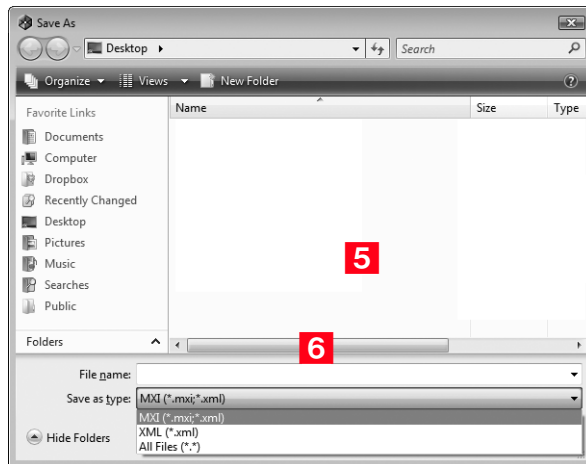 Save As
Desktop
Search
Organize Views New Folder
Favorite Links
Documents
Computer
Dropbox
Recently Changed
Desktop
Pictures
Music
Searches
Public
Folders
Name Size Type
5
6
File name:
Save as type: MXI (*.mxi;*.xml)
MXI (*.mxi;*.xml)
XML (*.xml)
All Files (*.*)
Hide Folders